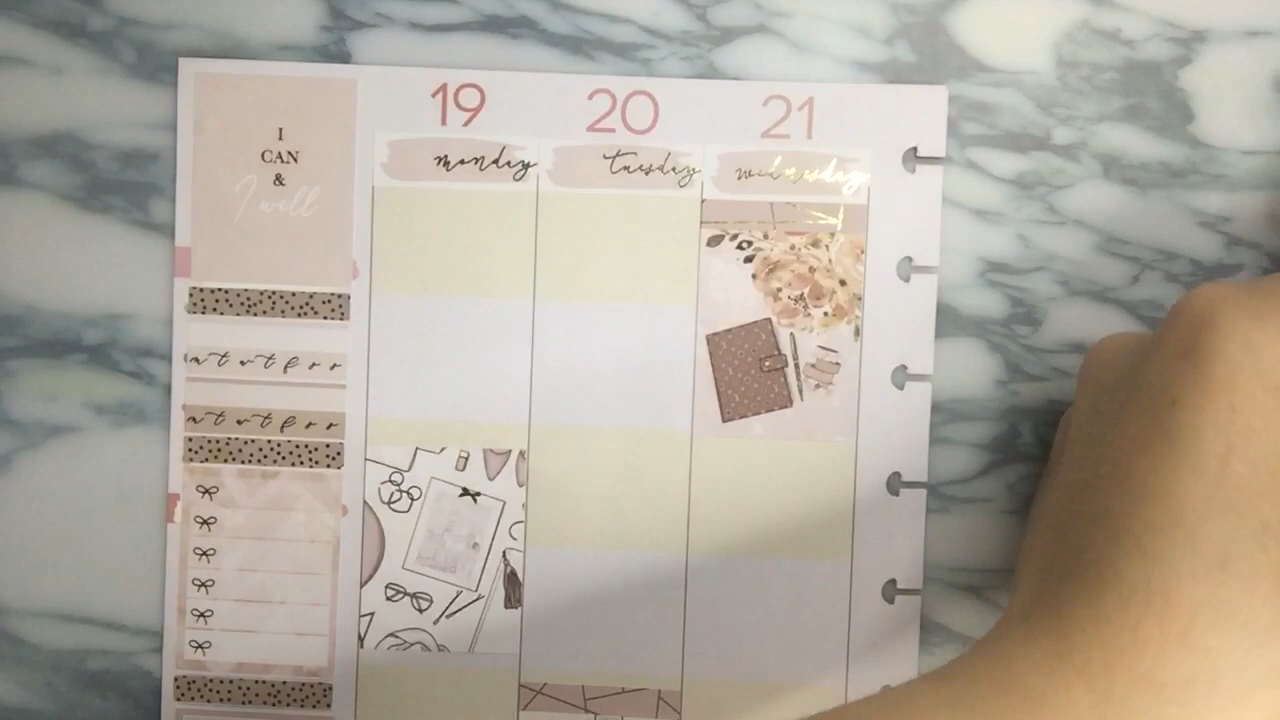 19 20 21
monday tuesday wednesday
I
CAN
&
I will
m t w t f s s
m t w t f s s